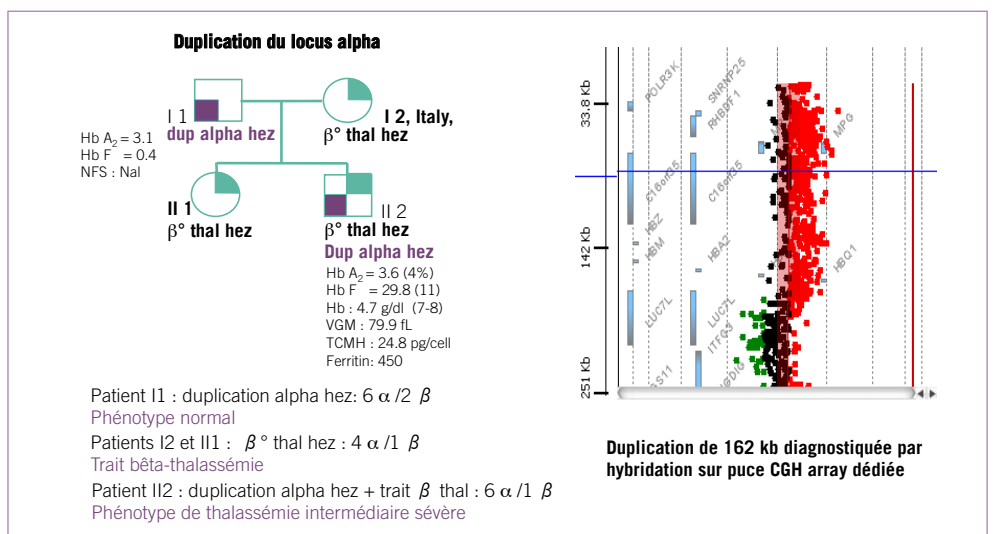 Duplication du locus alpha
I 1
dup alpha hez
Hb A2 = 3.1
Hb F = 0.4
NFS : Nal
I 2, Italy,
β° thal hez
II 1
β° thal hez
II 2
β° thal hez
Dup alpha hez
Hb A2 = 3.6 (4%)
Hb F = 29.8 (11)
Hb : 4.7 g/dl (7-8)
VGM : 79.9 fL
TCMH : 24.8 pg/cell
Ferritin: 450
Patient I1 : duplication alpha hez: 6 α /2 β
Phénotype normal
Patients I2 et II1 : β ° thal hez : 4 α /1 β
Trait bêta-thalassémie
Patient II2 : duplication alpha hez + trait β thal : 6 α /1 β
Phénotype de thalassémie intermédiaire sévère
33.8 Kb
142 Kb
251 Kb
POLR3K
C16orf35
HBZ
HBM
LUC7L
GS11
SNRNP25
RHBDF1
C16orf35
HBA2
LUC7L
ITFG3
MPG
HBQ1
Duplication de 162 kb diagnostiquée par
hybridation sur puce CGH array dédiée